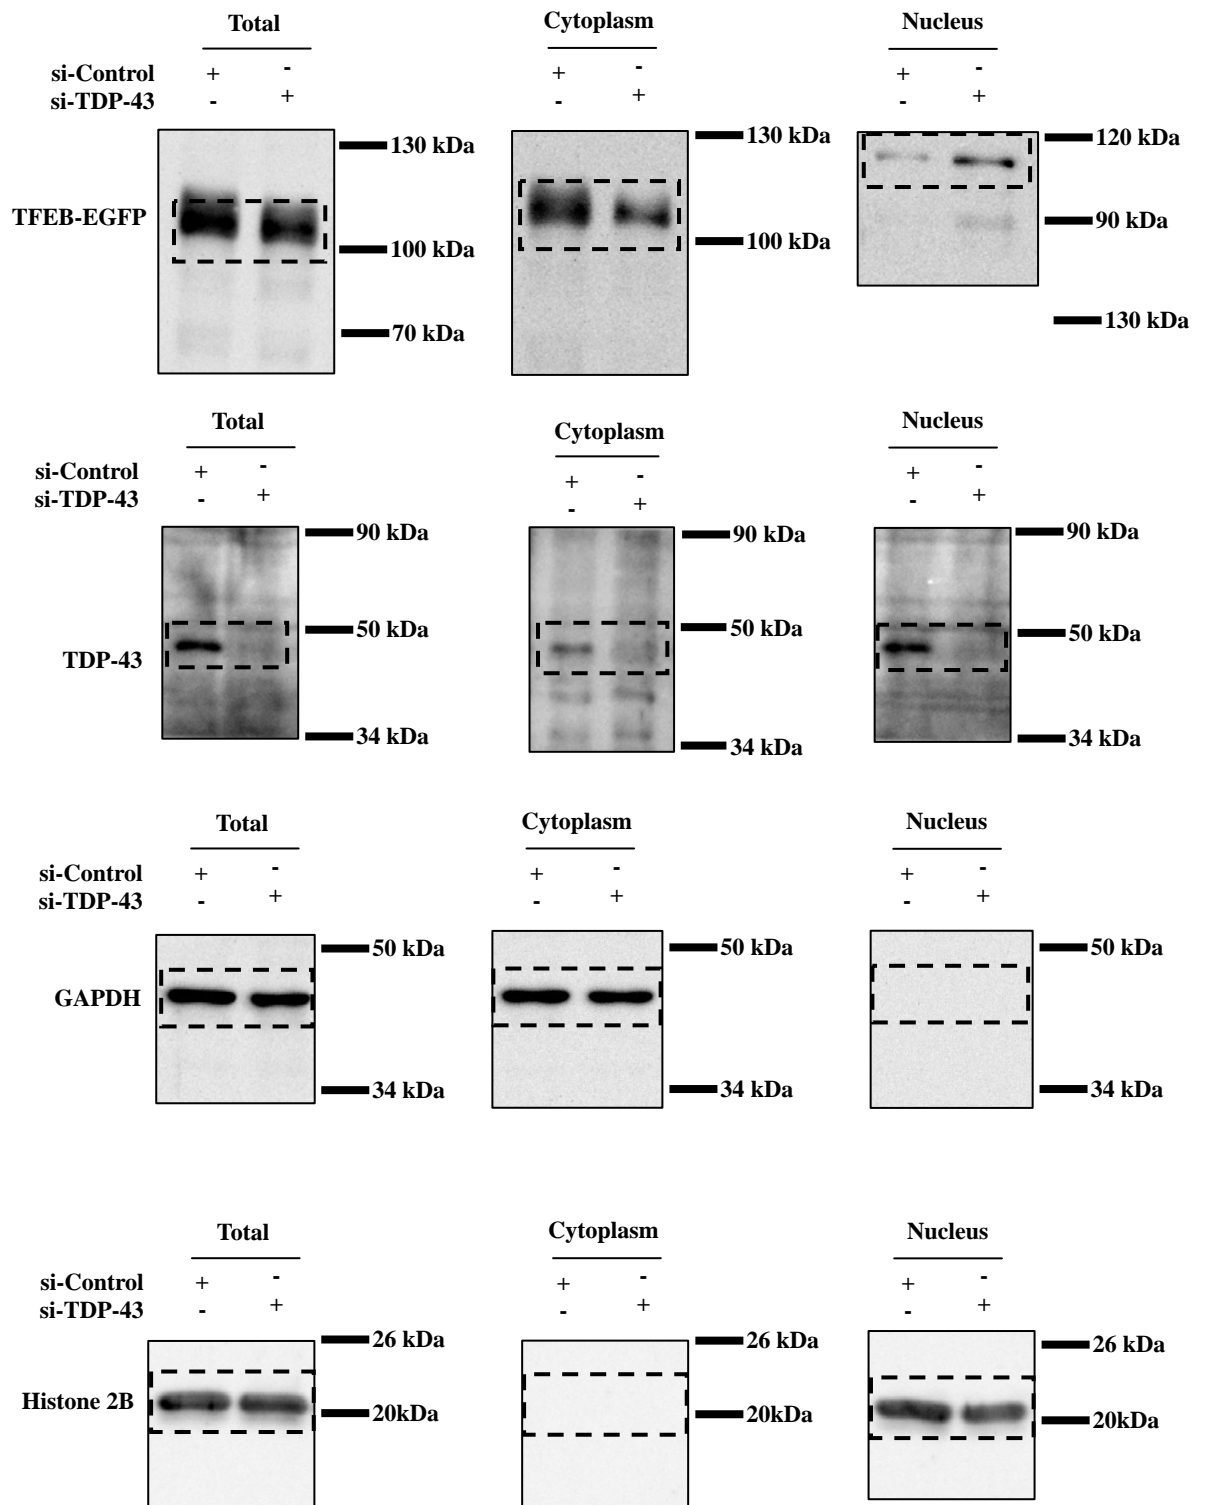 Total Cytoplasm Nucleus
si-Control + - + - + -
si-TDP-43 - + - + - +
130 kDa 130 kDa 120 kDa
TFEB-EGFP 100 kDa 100 kDa 90 kDa
70 kDa 130 kDa
Total Cytoplasm Nucleus
si-Control + - + - + -
si-TDP-43 - + - + - +
90 kDa 90 kDa 90 kDa
50 kDa 50 kDa 50 kDa
TDP-43
34 kDa 34 kDa 34 kDa
Total Cytoplasm Nucleus
si-Control + - + - + -
si-TDP-43 - + - + - +
50 kDa 50 kDa 50 kDa
GAPDH
34 kDa 34 kDa 34 kDa
Total Cytoplasm Nucleus
si-Control + - + - + -
si-TDP-43 - + - + - +
26 kDa 26 kDa 26 kDa
Histone 2B 20kDa 20kDa 20kDa